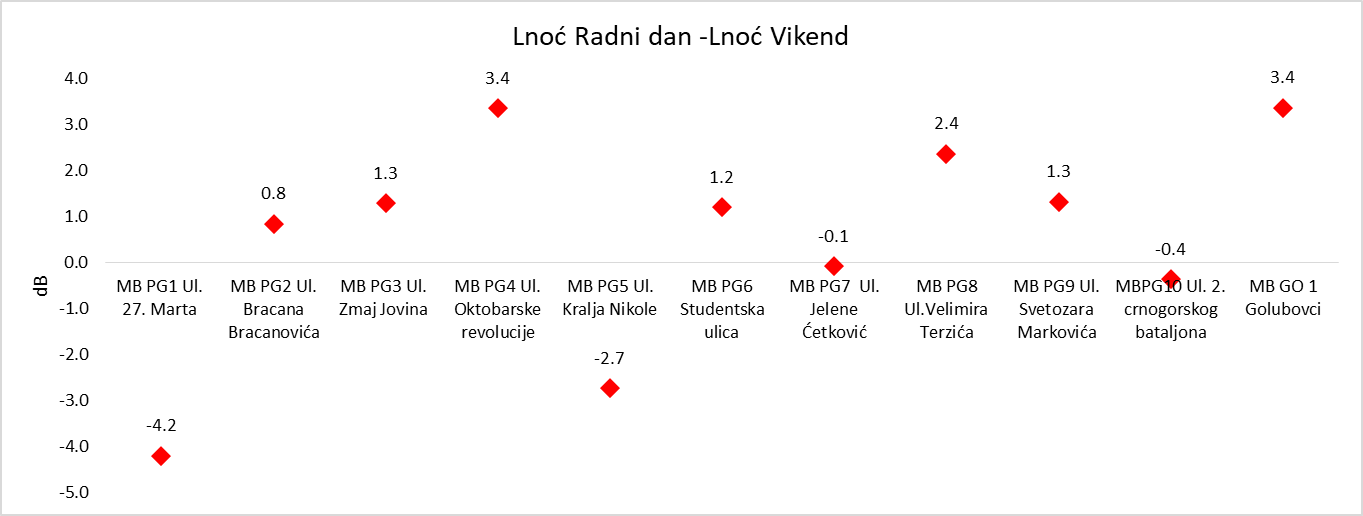 Lnoć Radni dan -Lnoć Vikend
4.0
3.0
2.0
1.0
0.0
-1.0
-2.0
-3.0
-4.0
-5.0
dB
-4.2
0.8
1.3
3.4
-2.7
1.2
-0.1
2.4
1.3
-0.4
3.4
MB PG1 Ul.
27. Marta
MB PG2 Ul.
Bracana
Bracanovića
MB PG3 Ul.
Zmaj Jovina
MB PG4 Ul.
Oktobarske
revolucije
MB PG5 Ul.
Kralja Nikole
MB PG6
Studentska
ulica
MB PG7  Ul.
Jelene
Ćetković
MB PG8
Ul.Velimira
Terzića
MB PG9 Ul.
Svetozara
Markovića
MBPG10 Ul. 2.
crnogorskog
bataljona
MB GO 1
Golubovci